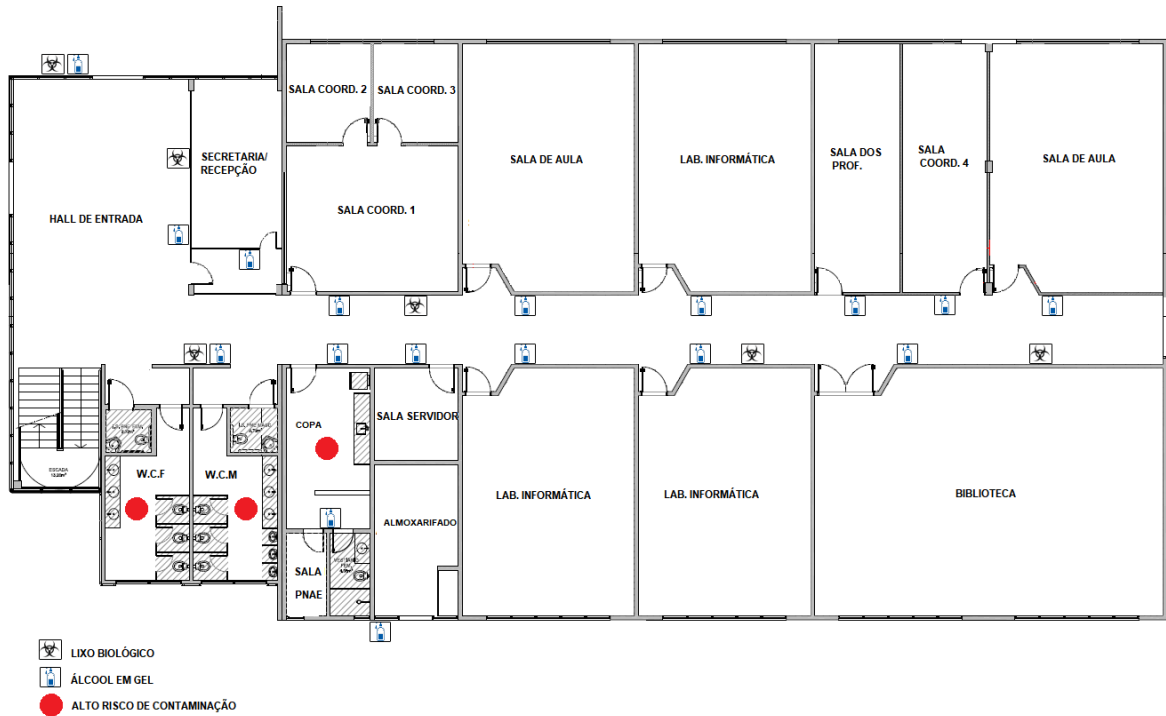 SALA COORD. 2
SALA COORD. 3
SECRETARIA/
RECEPÇÃO
SALA DE AULA
LAB. INFORMÁTICA
SALA DOS
PROF.
SALA
COORD. 4
SALA DE AULA
HALL DE ENTRADA
SALA COORD. 1
COPA
SALA SERVIDOR
W.C.F
W.C.M
ESCADA
LAB. INFORMÁTICA
LAB. INFORMÁTICA
BIBLIOTECA
ALMOXARIFADO
SALA
PNAE
LIXO BIOLÓGICO
ÁLCOOL EM GEL
ALTO RISCO DE CONTAMINAÇÃO